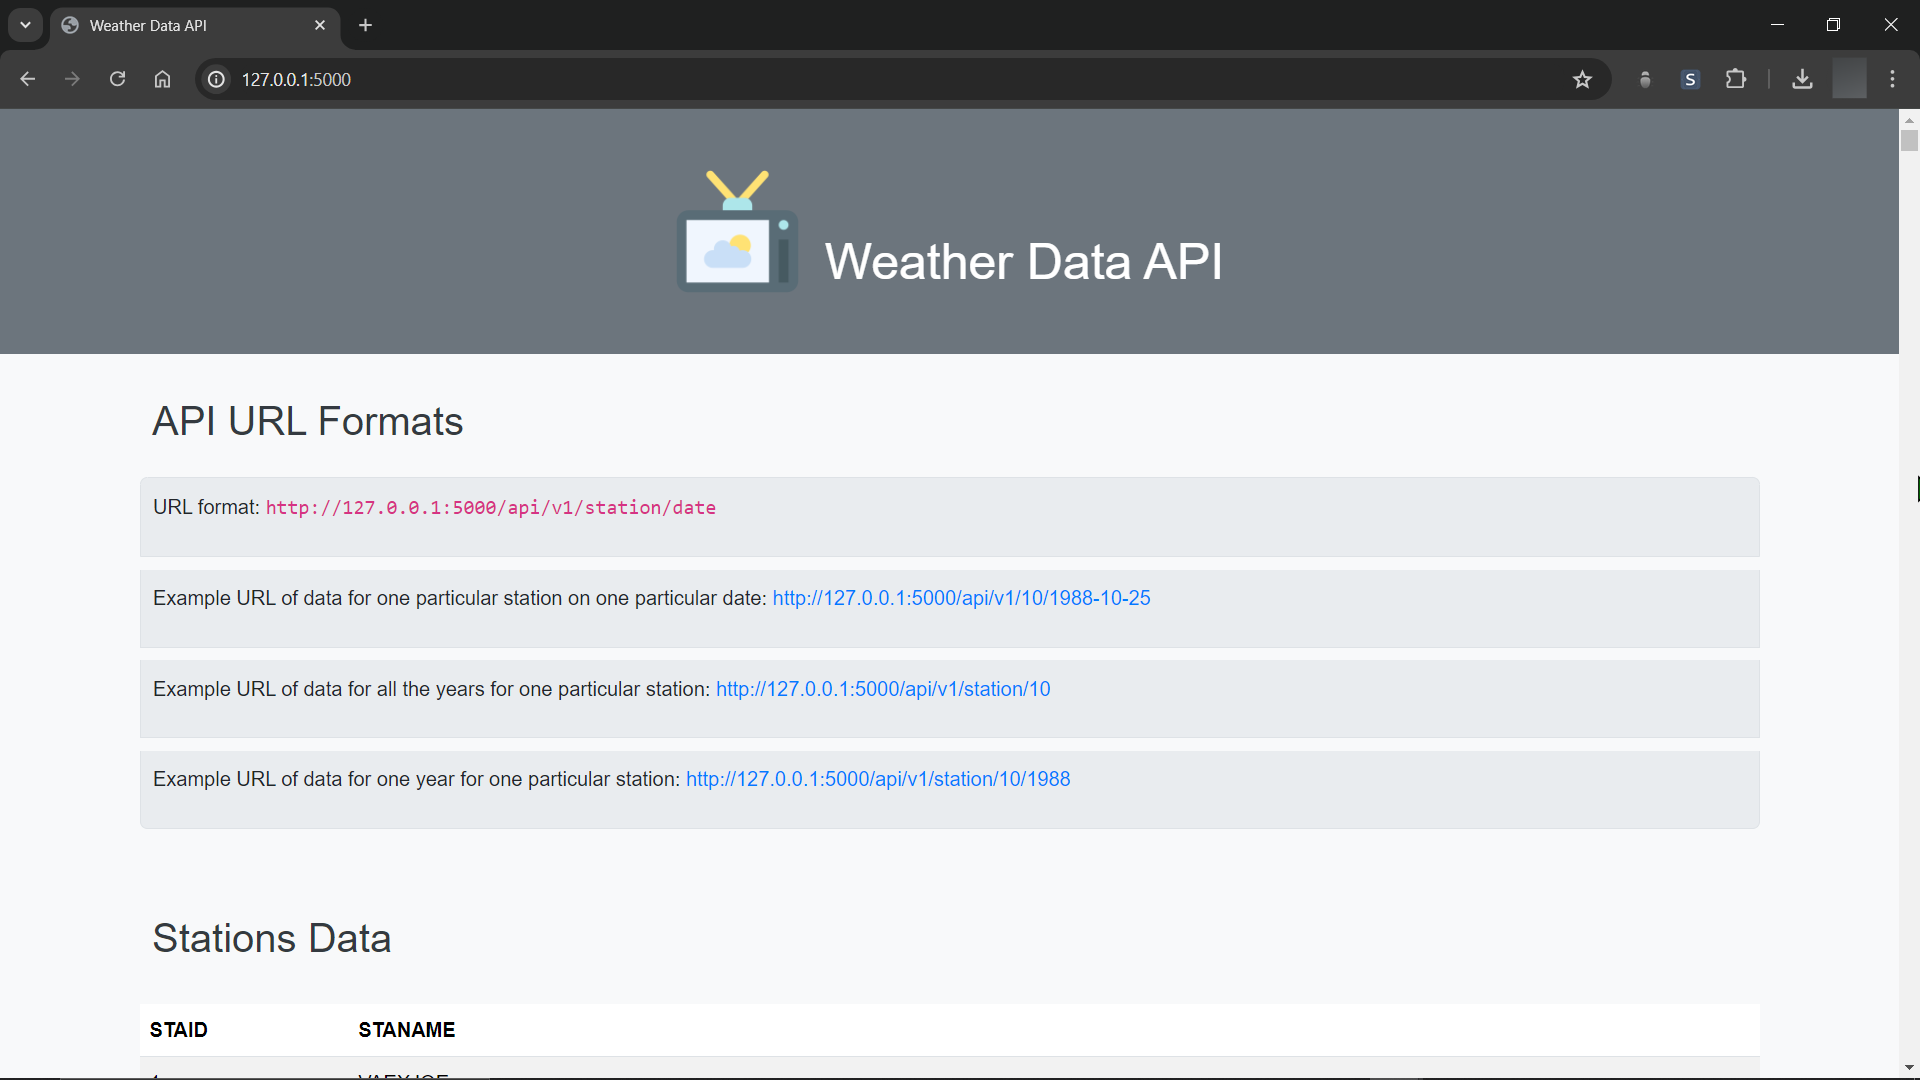 Weather Data API
127.0.0.1:5000
S
Weather Data API
API URL Formats
URL format: http://127.0.0.1:5000/api/v1/station/date
Example URL of data for one particular station on one particular date: http://127.0.0.1:5000/api/v1/10/1988-10-25
Example URL of data for all the years for one particular station: http://127.0.0.1:5000/api/v1/station/10
Example URL of data for one year for one particular station: http://127.0.0.1:5000/api/v1/station/10/1988
Stations Data
STAID STANAME